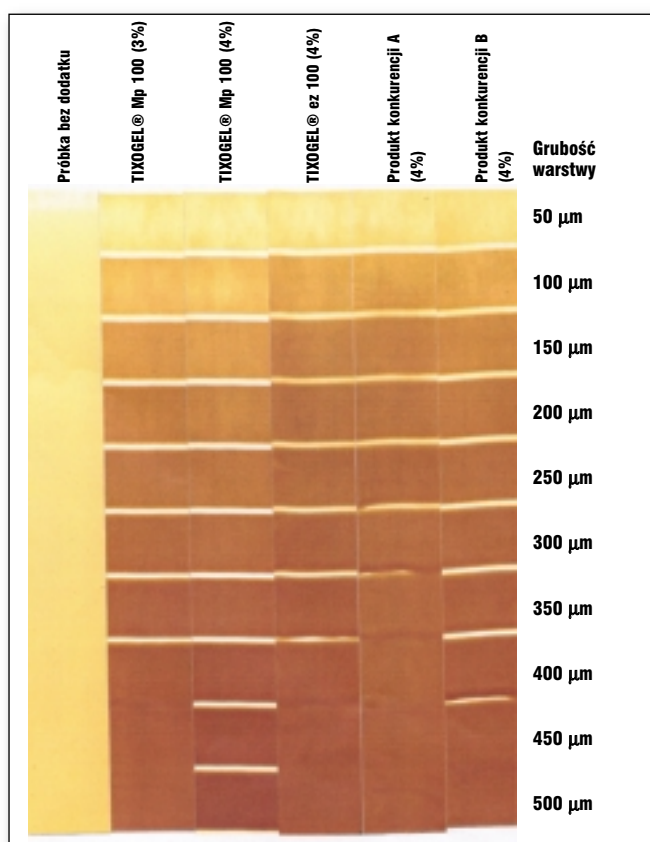 Próbka bez dodatku
TIXOGEL® Mp 100 (3%)
TIXOGEL® Mp 100 (4%)
TIXOGEL® ez 100 (4%)
Produkt konkurencji A
(4%)
Produkt konkurencji B
(4%)
Grubość
warstwy
50 µm
100 µm
150 µm
200 µm
250 µm
300 µm
350 µm
400 µm
450 µm
500 µm